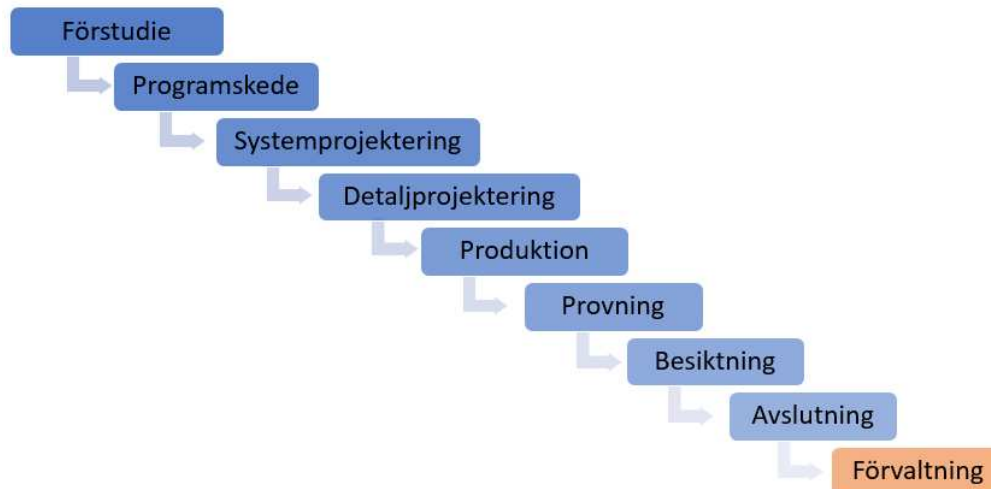 Förstudie
Programskede
Systemprojektering
Detaljprojektering
Produktion
Provning
Besiktning
Avslutning
Förvaltning